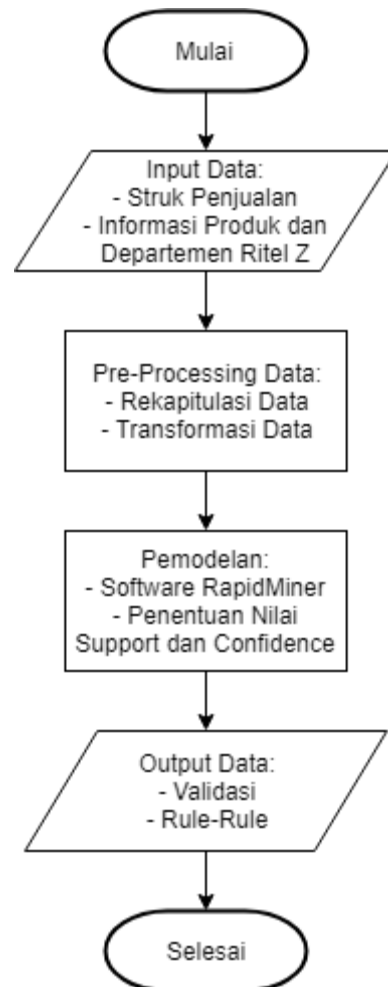 Mulai
Input Data:
- Struk Penjualan
- Informasi Produk dan
Departemen Ritel Z
Pre-Processing Data:
- Rekapitulasi Data
- Transformasi Data
Pemodelan:
- Software RapidMiner
- Penentuan Nilai
Support dan Confidence
Output Data:
- Validasi
- Rule-Rule
Selesai